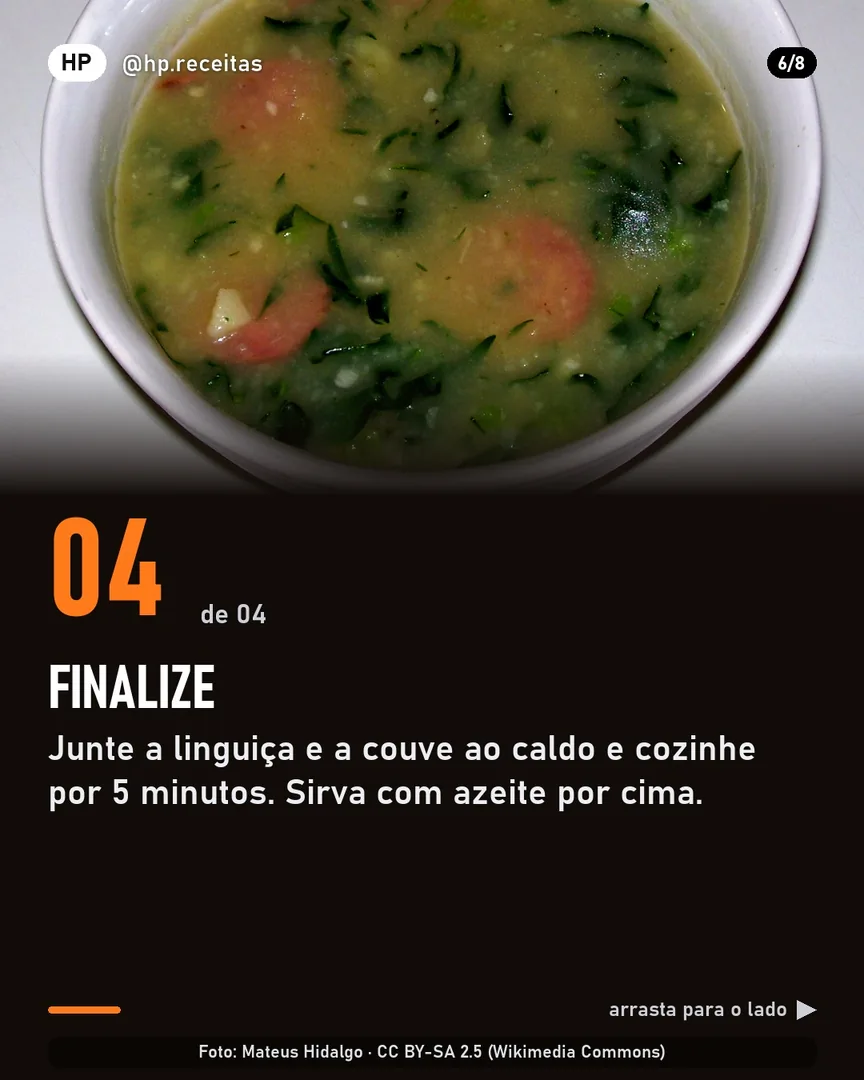 HP @hp.receitas 6/8
04 de 04
FINALIZE
Junte a linguiça e a couve ao caldo e cozinhe
por 5 minutos. Sirva com azeite por cima.
arrasta para o lado ▶
Foto: Mateus Hidalgo · CC BY-SA 2.5 (Wikimedia Commons)